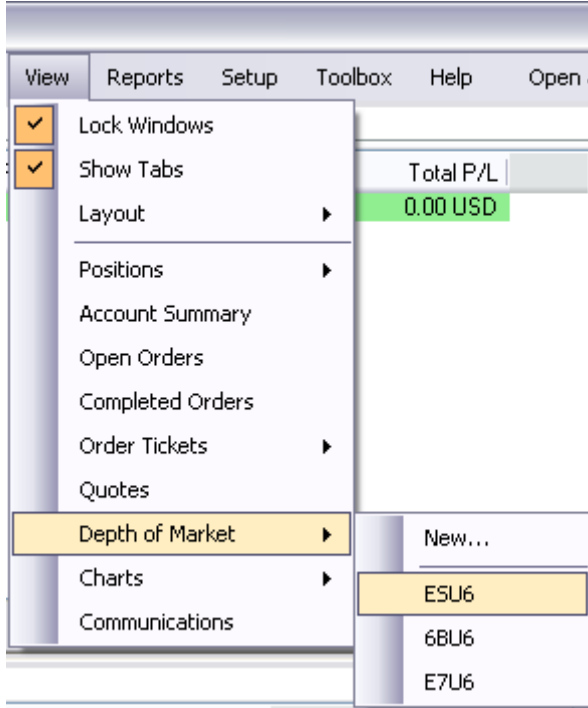 View Reports Setup Toolbox Help Open
Lock Windows
Show Tabs
Total P/L
Layout
0.00 USD
Positions
Account Summary
Open Orders
Completed Orders
Order Tickets
Quotes
Depth of Market
New...
Charts
ESU6
Communications
6BU6
E7U6